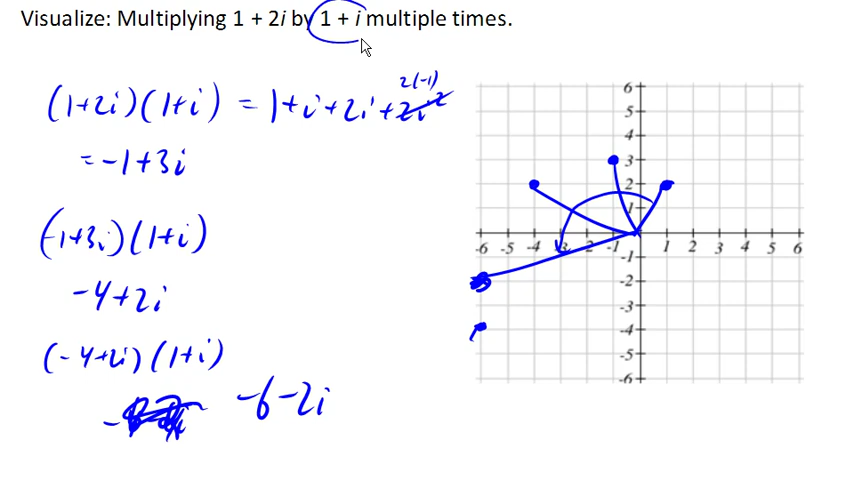 Visualize: Multiplying 1 + 2i by 1 + i multiple times.
2(-1)
(1+2i)(1+i) = 1+i+2i+2i²
= -1+3i
(-1+3i)(1+i)
-4+2i
(-4+2i)(1+i)
-6-2i
6
5
4
3
2
1
-6 -5 -4 -3 -2 -1 1 2 3 4 5 6
-1
-2
-3
-4
-5
-6